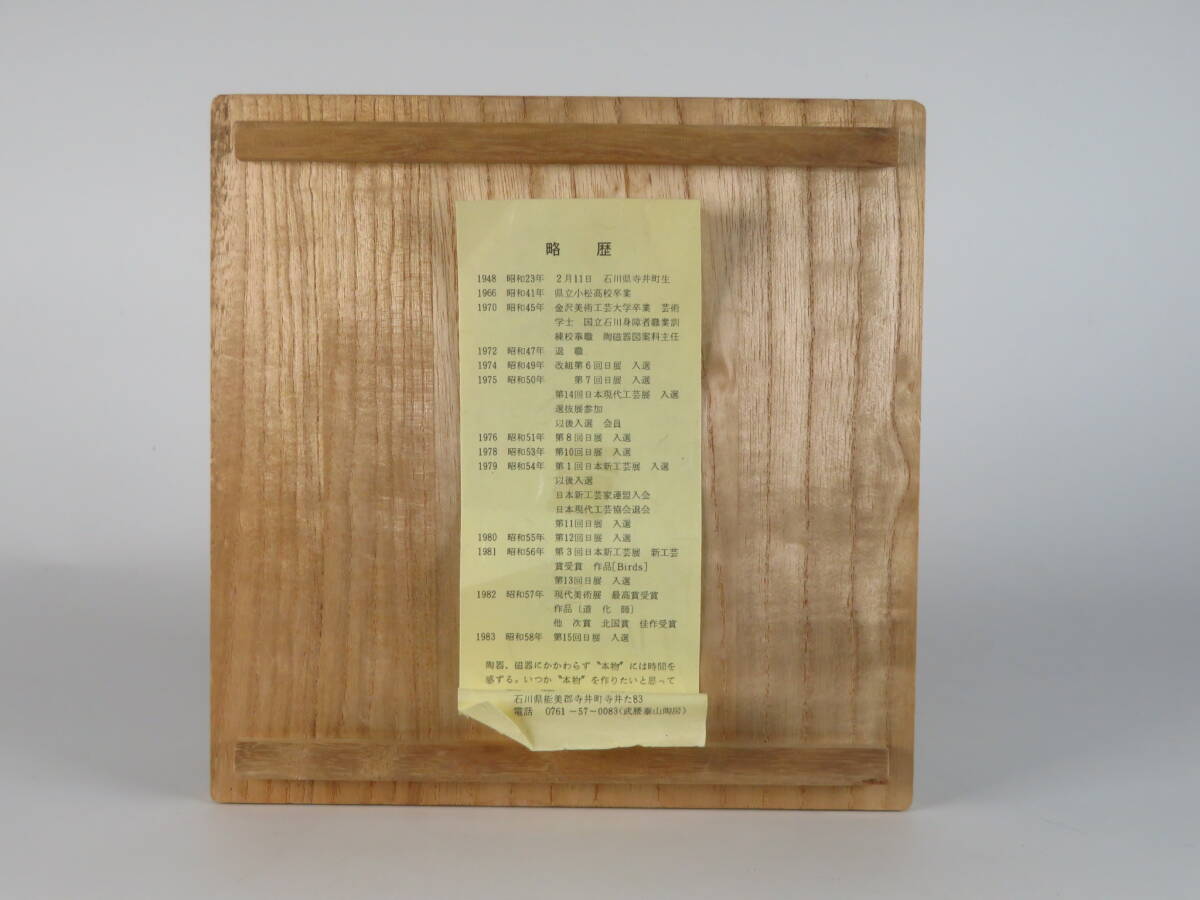 略 歴
1948 昭和23年 2月11日 石川県寺井町生
1966 昭和41年 県立小松高校卒業
1970 昭和45年 金沢美術工芸大学卒業 芸術
学士 国立石川身障者職業訓
練校奉職 陶磁器図案科主任
1972 昭和47年 退 職
1974 昭和49年 改組第6回日展 入選
1975 昭和50年 第7回日展 入選
第14回日本現代工芸展 入選
選抜展参加
以後入選 会員
1976 昭和51年 第8回日展 入選
1978 昭和53年 第10回日展 入選
1979 昭和54年 第1回日本新工芸展 入選
以後入選
日本新工芸家連盟入会
日本現代工芸協会退会
第11回日展 入選
1980 昭和55年 第12回日展 入選
1981 昭和56年 第3回日本新工芸展 新工芸
賞受賞 作品[Birds]
第13回日展 入選
1982 昭和57年 現代美術展 最高賞受賞
作品(道 化 師)
他 次賞 北国賞 佳作受賞
1983 昭和58年 第15回日展 入選
陶器、磁器にかかわらず〝本物〟には時間を
感ずる。いつか〝本物〟を作りたいと思って
石川県能美郡寺井町寺井た83
電話 0761-57-0083(武腰泰山陶房)